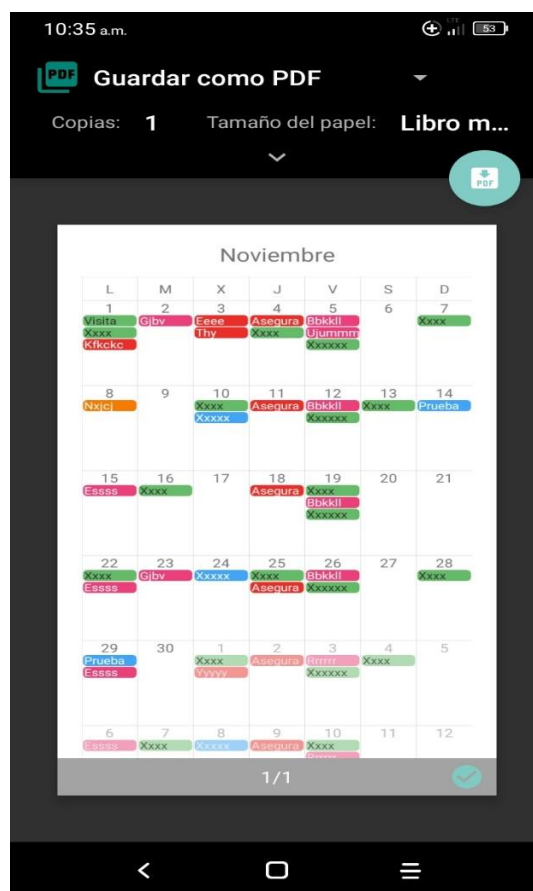 10:35 a.m. LTE 53
PDF Guardar como PDF
Copias: 1 Tamaño del papel: Libro m...
PDF
Noviembre
L M X J V S D
1 2 3 4 5 6 7
Visita Gjbv Eeee Asegura Bbkkll Xxxx
Xxxx Thy Xxxx Ujummm
Kfkckc Xxxxxx
8 9 10 11 12 13 14
Nxjcj Xxxx Asegura Bbkkll Xxxx Prueba
Xxxxx Xxxxxx
15 16 17 18 19 20 21
Essss Xxxx Asegura Xxxx
Bbkkll
Xxxxxx
22 23 24 25 26 27 28
Xxxx Gjbv Xxxxx Xxxx Bbkkll Xxxx
Essss Asegura Xxxxxx
29 30 1 2 3 4 5
Prueba Xxxx Asegura Rrrrrr Xxxx
Essss Yyyyy Xxxxxx
6 7 8 9 10 11 12
Essss Xxxx Xxxxx Asegura Xxxx
1/1